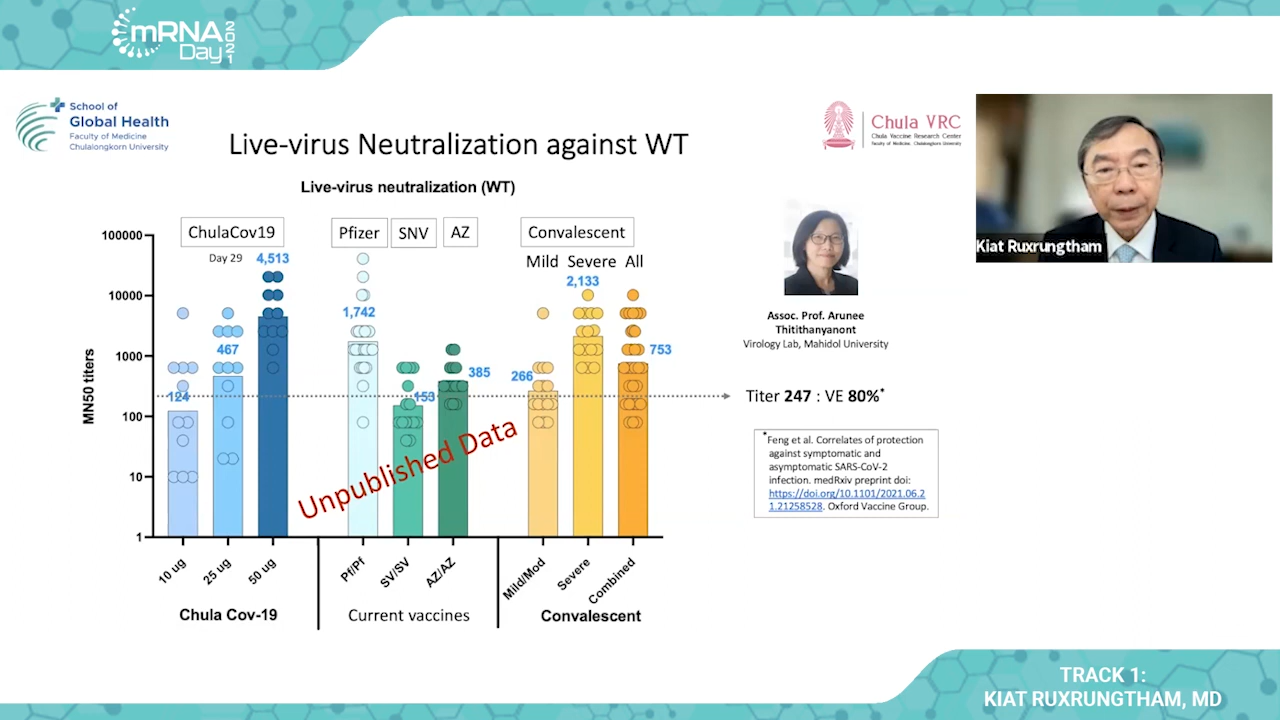 mRNA
Day
2021
School of
Global Health
Faculty of Medicine
Chulalongkorn University
Live-virus Neutralization against WT
Chula VRC
Chula Vaccine Research Center
Faculty of Medicine, Chulalongkorn University
Kiat Ruxrungtham
Live-virus neutralization (WT)
ChulaCov19
Pfizer
SNV
AZ
Convalescent
Day 29
Mild Severe All
MN50 titers
100000
10000
1000
100
10
1
4,513
467
124
1,742
153
385
266
2,133
753
Unpublished Data
10 ug
25 ug
50 ug
Pf/Pf
SV/SV
AZ/AZ
Mild/Mod
Severe
Combined
Chula Cov-19
Current vaccines
Convalescent
Assoc. Prof. Arunee
Thitithanyanont
Virology Lab, Mahidol University
Titer 247 : VE 80%*
*Feng et al. Correlates of protection
against symptomatic and
asymptomatic SARS-CoV-2
infection. medRxiv preprint doi:
https://doi.org/10.1101/2021.06.2
1.21258528. Oxford Vaccine Group.
TRACK 1:
KIAT RUXRUNGTHAM, MD